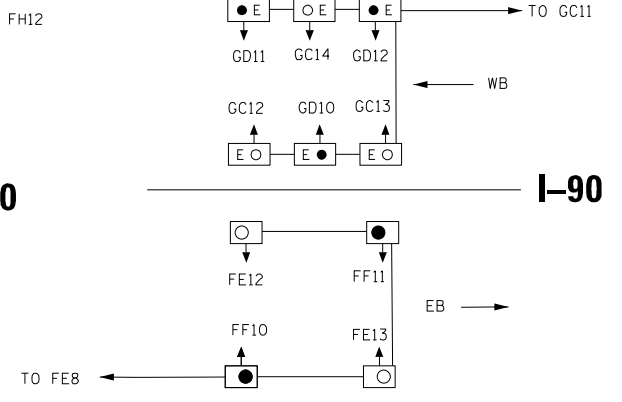 FH12
E E E
TO GC11
GD11 GC14 GD12
WB
GC12 GD10 GC13
E E E
0
I-90
FE12 FF11
EB
FF10 FE13
TO FE8